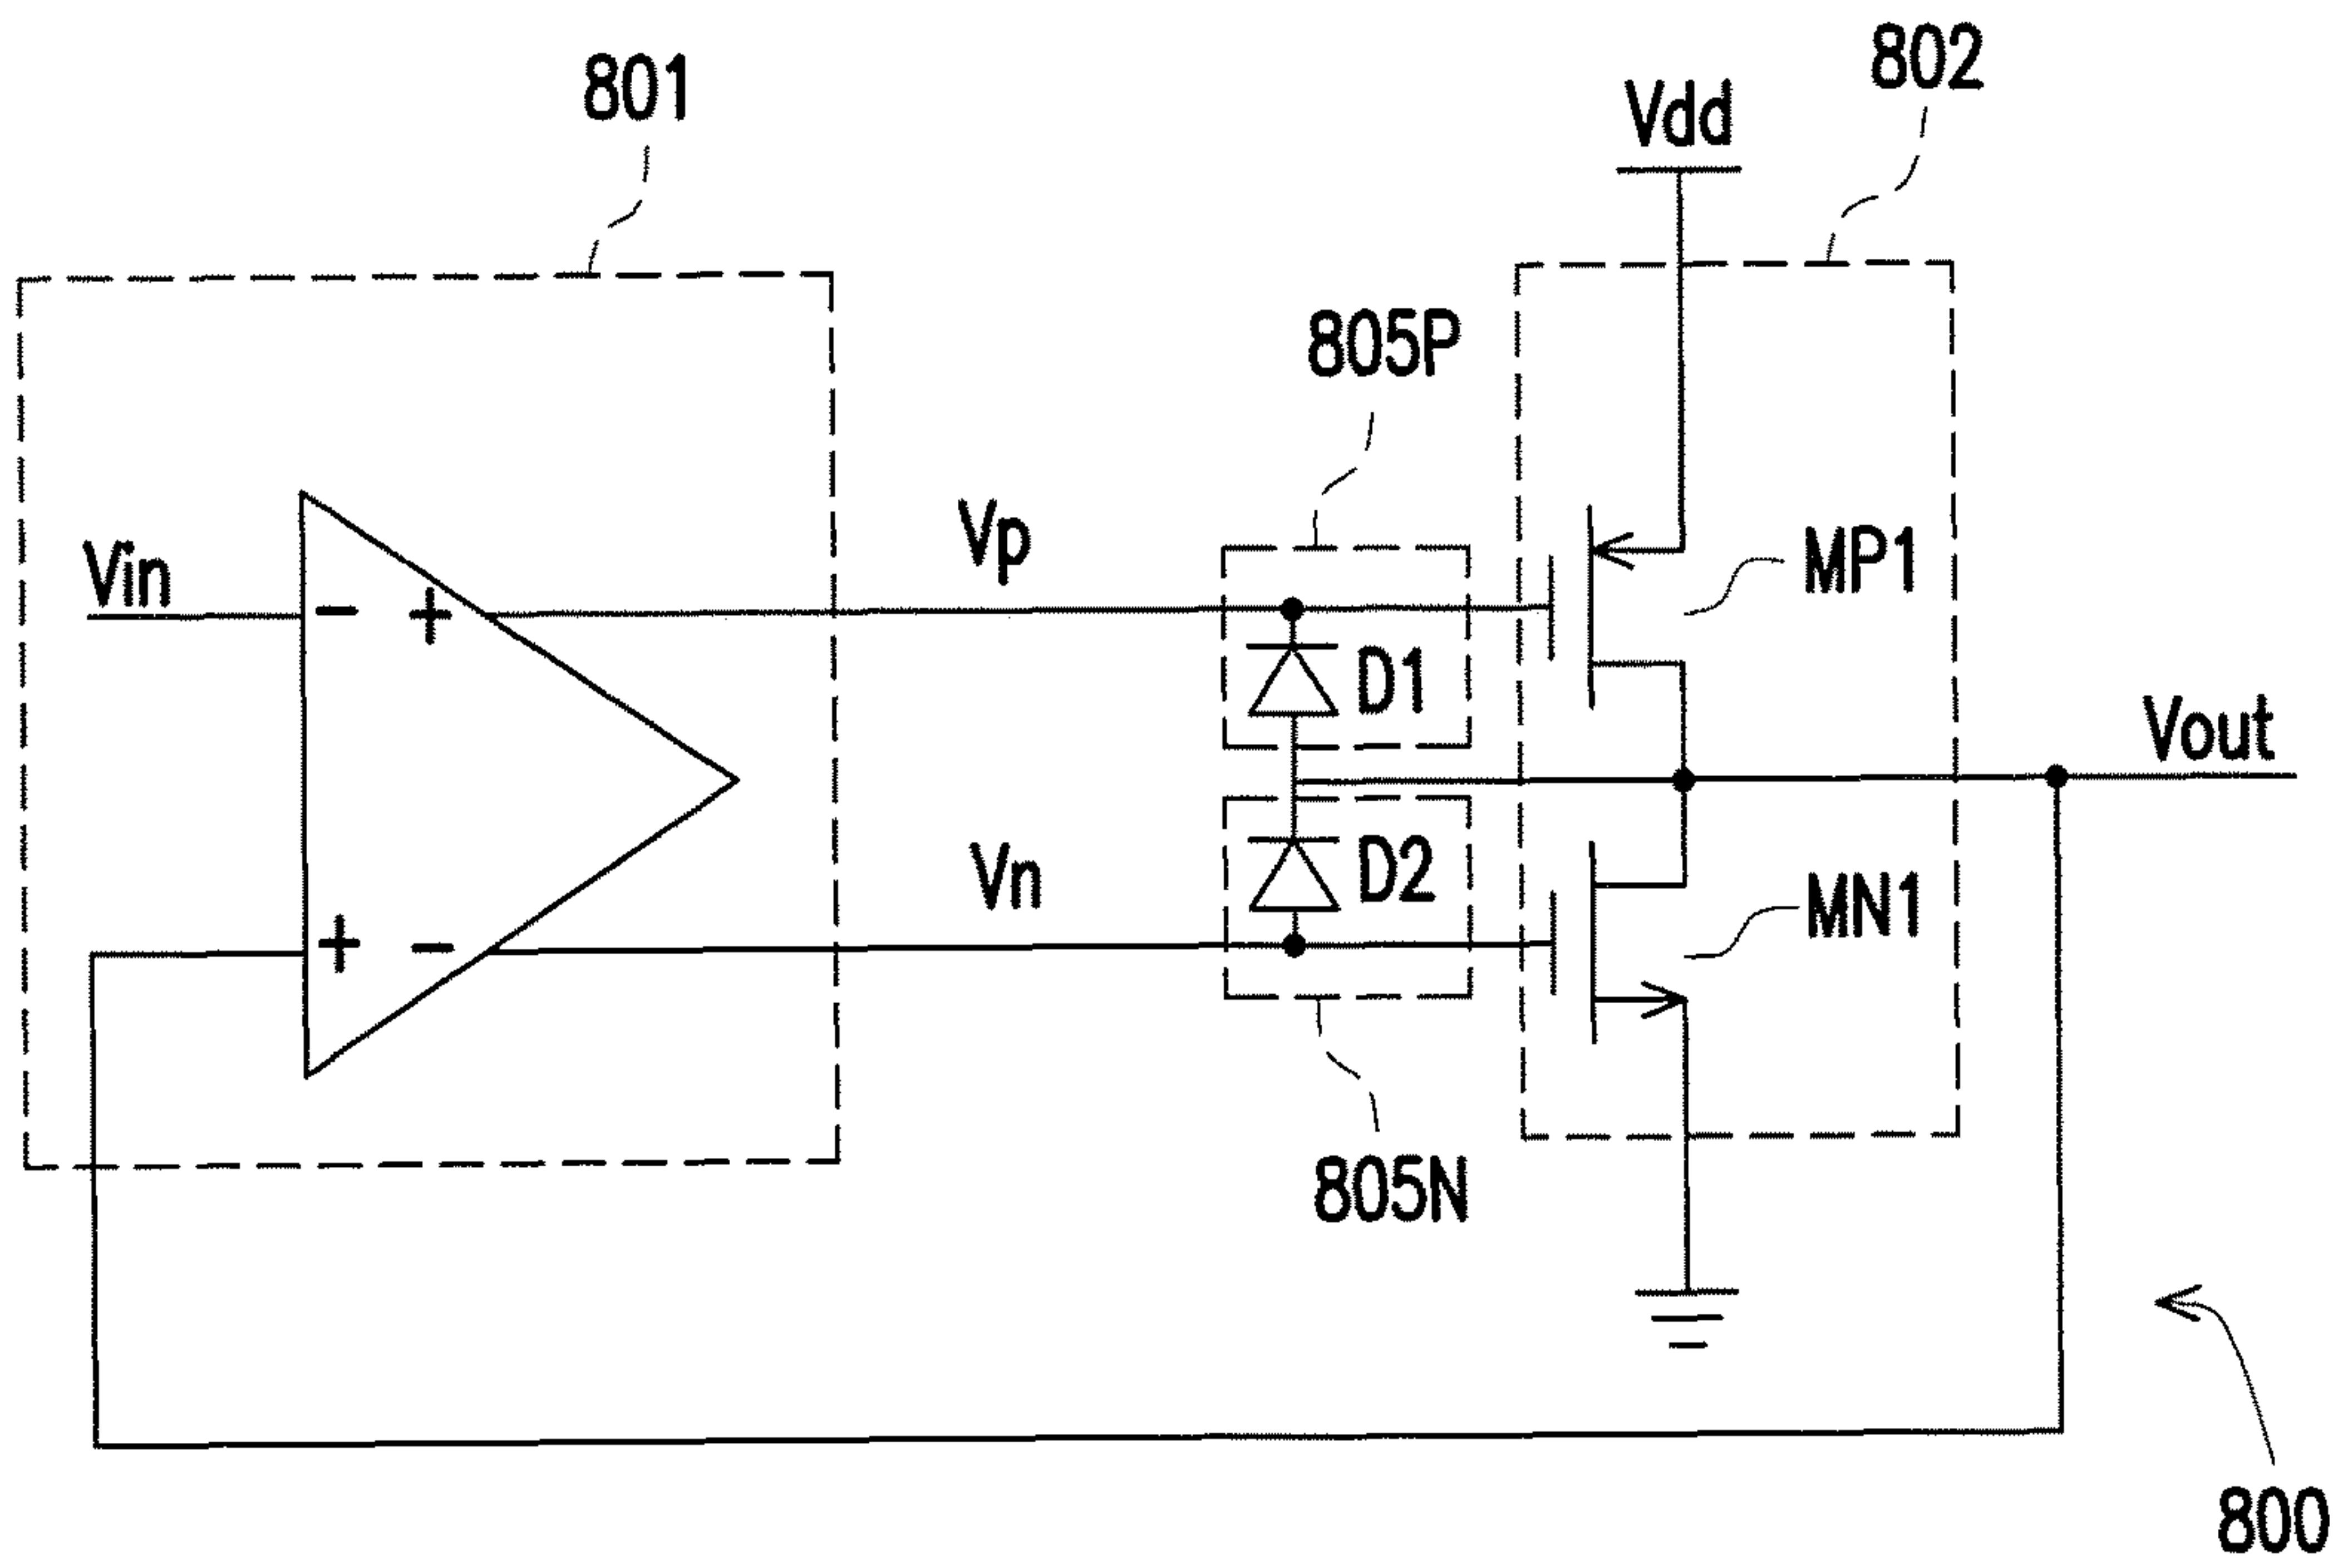 801
802
Vdd
805P
Vp
MP1
Vin
- +
D1
Vout
D2
Vn
MN1
+ -
805N
800